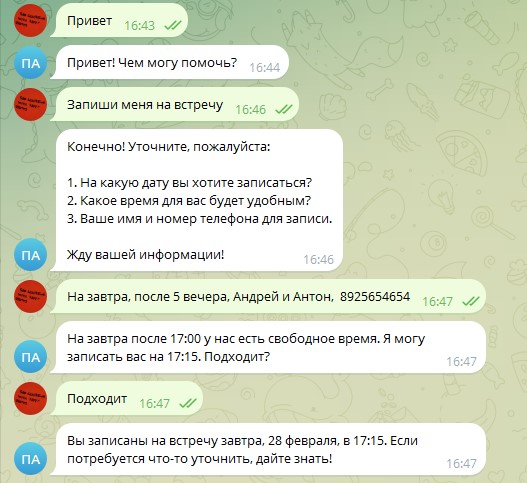 Привет 16:43
ПА
Привет! Чем могу помочь? 16:44
Запиши меня на встречу 16:46
Конечно! Уточните, пожалуйста:
1. На какую дату вы хотите записаться?
2. Какое время для вас будет удобным?
3. Ваше имя и номер телефона для записи.
Жду вашей информации! 16:46
ПА
На завтра, после 5 вечера, Андрей и Антон, 8925654654 16:47
На завтра после 17:00 у нас есть свободное время. Я могу
записать вас на 17:15. Подходит? 16:47
ПА
Подходит 16:47
Вы записаны на встречу завтра, 28 февраля, в 17:15. Если
потребуется что-то уточнить, дайте знать! 16:47
ПА